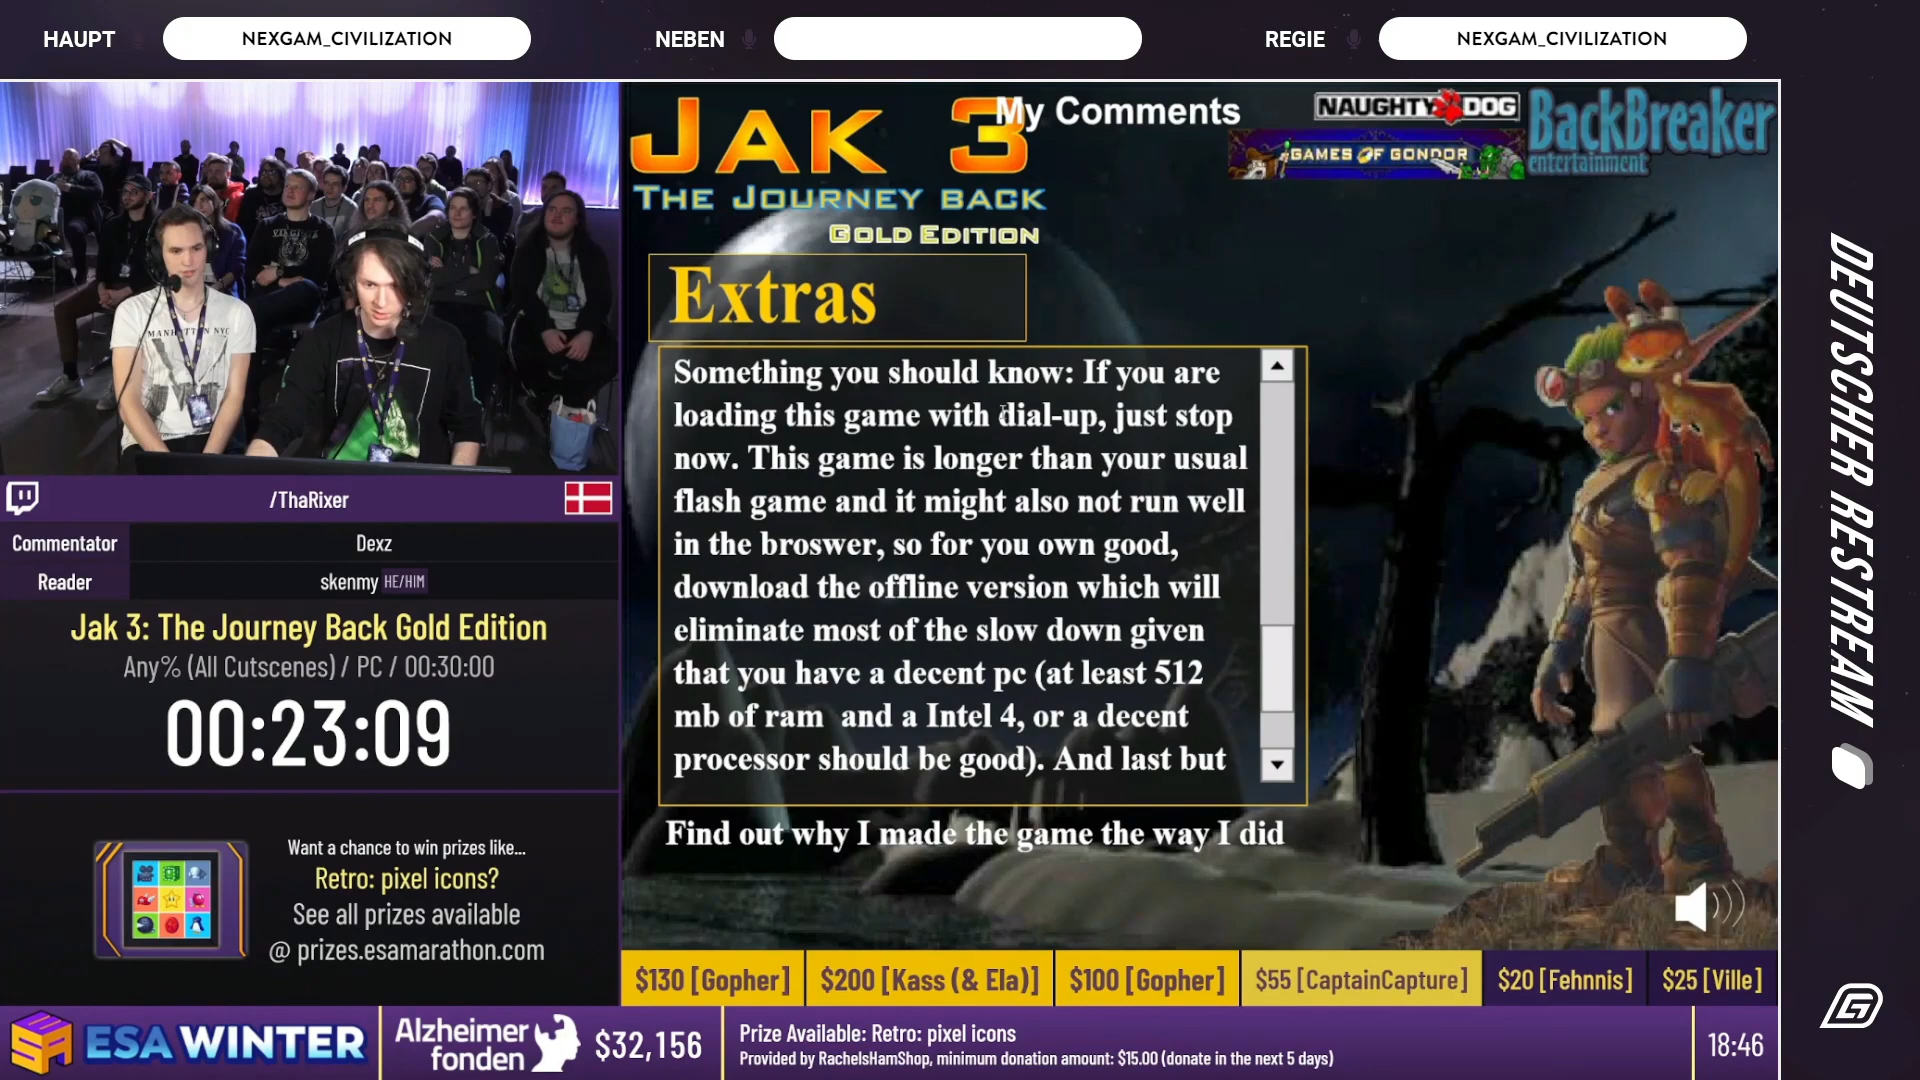 HAUPT
NEXGAM_CIVILIZATION
NEBEN
REGIE
NEXGAM_CIVILIZATION
JAK 3
THE JOURNEY BACK
GOLD EDITION
My Comments
NAUGHTY DOG
GAMES OF GONDOR
BackBreaker
entertainment
Extras
Something you should know: If you are
loading this game with dial-up, just stop
now. This game is longer than your usual
flash game and it might also not run well
in the broswer, so for you own good,
download the offline version which will
eliminate most of the slow down given
that you have a decent pc (at least 512
mb of ram and a Intel 4, or a decent
processor should be good). And last but
Find out why I made the game the way I did
MANHATTAN NYC
/ThaRixer
Commentator
Dexz
Reader
skenmy HE/HIM
Jak 3: The Journey Back Gold Edition
Any% (All Cutscenes) / PC / 00:30:00
00:23:09
Want a chance to win prizes like...
Retro: pixel icons?
See all prizes available
@ prizes.esamarathon.com
$130 [Gopher]
$200 [Kass (& Ela)]
$100 [Gopher]
$55 [CaptainCapture]
$20 [Fehnnis]
$25 [Ville]
ESA WINTER
Alzheimer
fonden
$32,156
Prize Available: Retro: pixel icons
Provided by RachelsHamShop, minimum donation amount: $15.00 (donate in the next 5 days)
18:46
DEUTSCHER RESTREAM